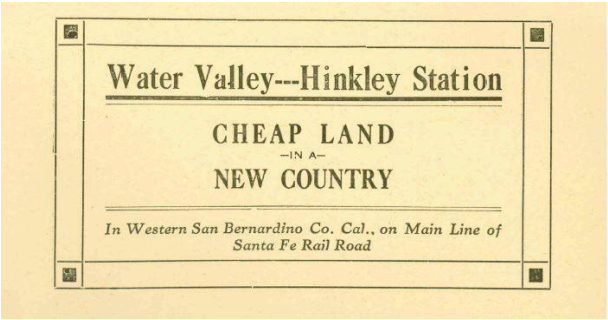 Water Valley---Hinkley Station
CHEAP LAND
—IN A—
NEW COUNTRY
In Western San Bernardino Co. Cal., on Main Line of
Santa Fe Rail Road